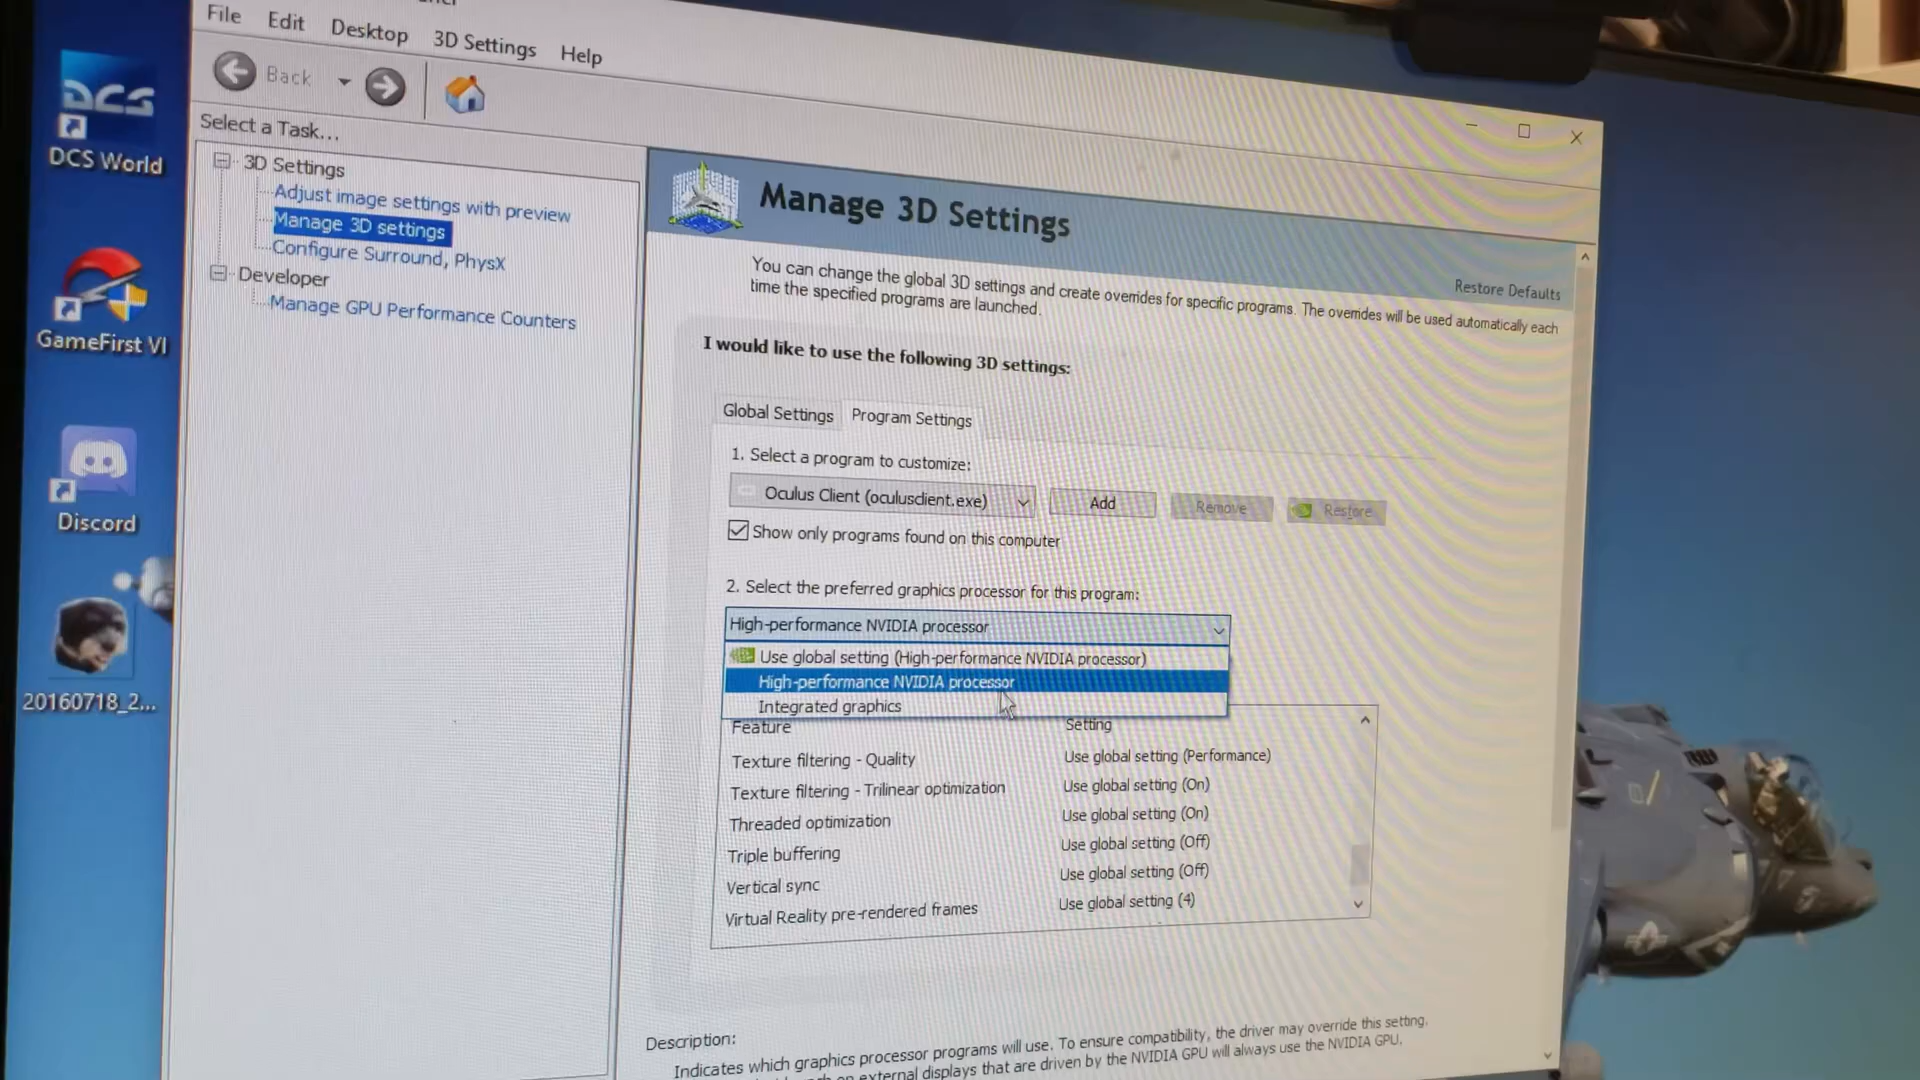 File Edit Desktop 3D Settings Help
Back
Select a Task...
3D Settings
Adjust image settings with preview
Manage 3D settings
Configure Surround, PhysX
Developer
Manage GPU Performance Counters
DCS
DCS World
GameFirst VI
Discord
20160718_2...
Manage 3D Settings
Restore Defaults
You can change the global 3D settings and create overrides for specific programs. The overrides will be used automatically each
time the specified programs are launched.
I would like to use the following 3D settings:
Global Settings Program Settings
1. Select a program to customize:
Oculus Client (oculusclient.exe) Add Remove Restore
Show only programs found on this computer
2. Select the preferred graphics processor for this program:
High-performance NVIDIA processor
Use global setting (High-performance NVIDIA processor)
High-performance NVIDIA processor
Integrated graphics
Feature Setting
Texture filtering - Quality Use global setting (Performance)
Texture filtering - Trilinear optimization Use global setting (On)
Threaded optimization Use global setting (On)
Triple buffering Use global setting (Off)
Vertical sync Use global setting (Off)
Virtual Reality pre-rendered frames Use global setting (4)
Description:
Indicates which graphics processor programs will use. To ensure compatibility, the driver may override this setting.
on external displays that are driven by the NVIDIA GPU will always use the NVIDIA GPU.